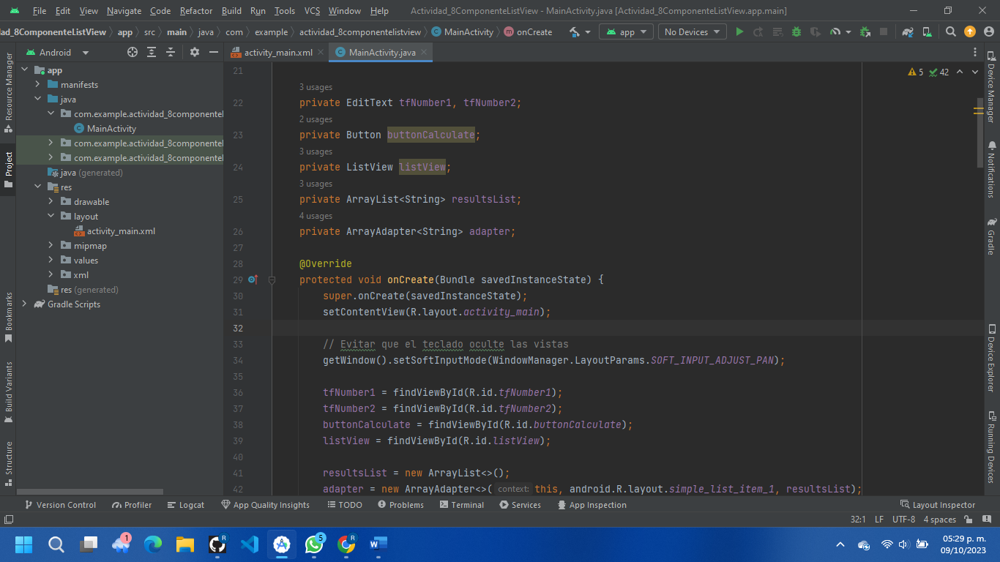 File Edit View Navigate Code Refactor Build Run Tools VCS Window Help Actividad_8ComponenteListView - MainActivity.java [Actividad_8ComponenteListView.app.main]
ad_8ComponenteListView app src main java com example actividad_8componentelistview MainActivity onCreate app No Devices
Android
activity_main.xml MainActivity.java
Resource Manager
Project
Bookmarks
Build Variants
Structure
app
manifests
java
com.example.actividad_8componentel
MainActivity
com.example.actividad_8componentel
com.example.actividad_8componentel
java (generated)
res
drawable
layout
activity_main.xml
mipmap
values
xml
res (generated)
Gradle Scripts
5 42
21
3 usages
22 private EditText tfNumber1, tfNumber2;
2 usages
23 private Button buttonCalculate;
3 usages
24 private ListView listView;
3 usages
25 private ArrayList<String> resultsList;
4 usages
26 private ArrayAdapter<String> adapter;
27
28 @Override
29 protected void onCreate(Bundle savedInstanceState) {
30 super.onCreate(savedInstanceState);
31 setContentView(R.layout.activity_main);
32
33 // Evitar que el teclado oculte las vistas
34 getWindow().setSoftInputMode(WindowManager.LayoutParams.SOFT_INPUT_ADJUST_PAN);
35
36 tfNumber1 = findViewById(R.id.tfNumber1);
37 tfNumber2 = findViewById(R.id.tfNumber2);
38 buttonCalculate = findViewById(R.id.buttonCalculate);
39 listView = findViewById(R.id.listView);
40
41 resultsList = new ArrayList<>();
42 adapter = new ArrayAdapter<>( context: this, android.R.layout.simple_list_item_1, resultsList);
Device Manager
Notifications
Gradle
Device Explorer
Running Devices
Version Control Profiler Logcat App Quality Insights TODO Problems Terminal Services App Inspection Layout Inspector
32:1 LF UTF-8 4 spaces
1 R 5 R R
05:29 p. m.
09/10/2023